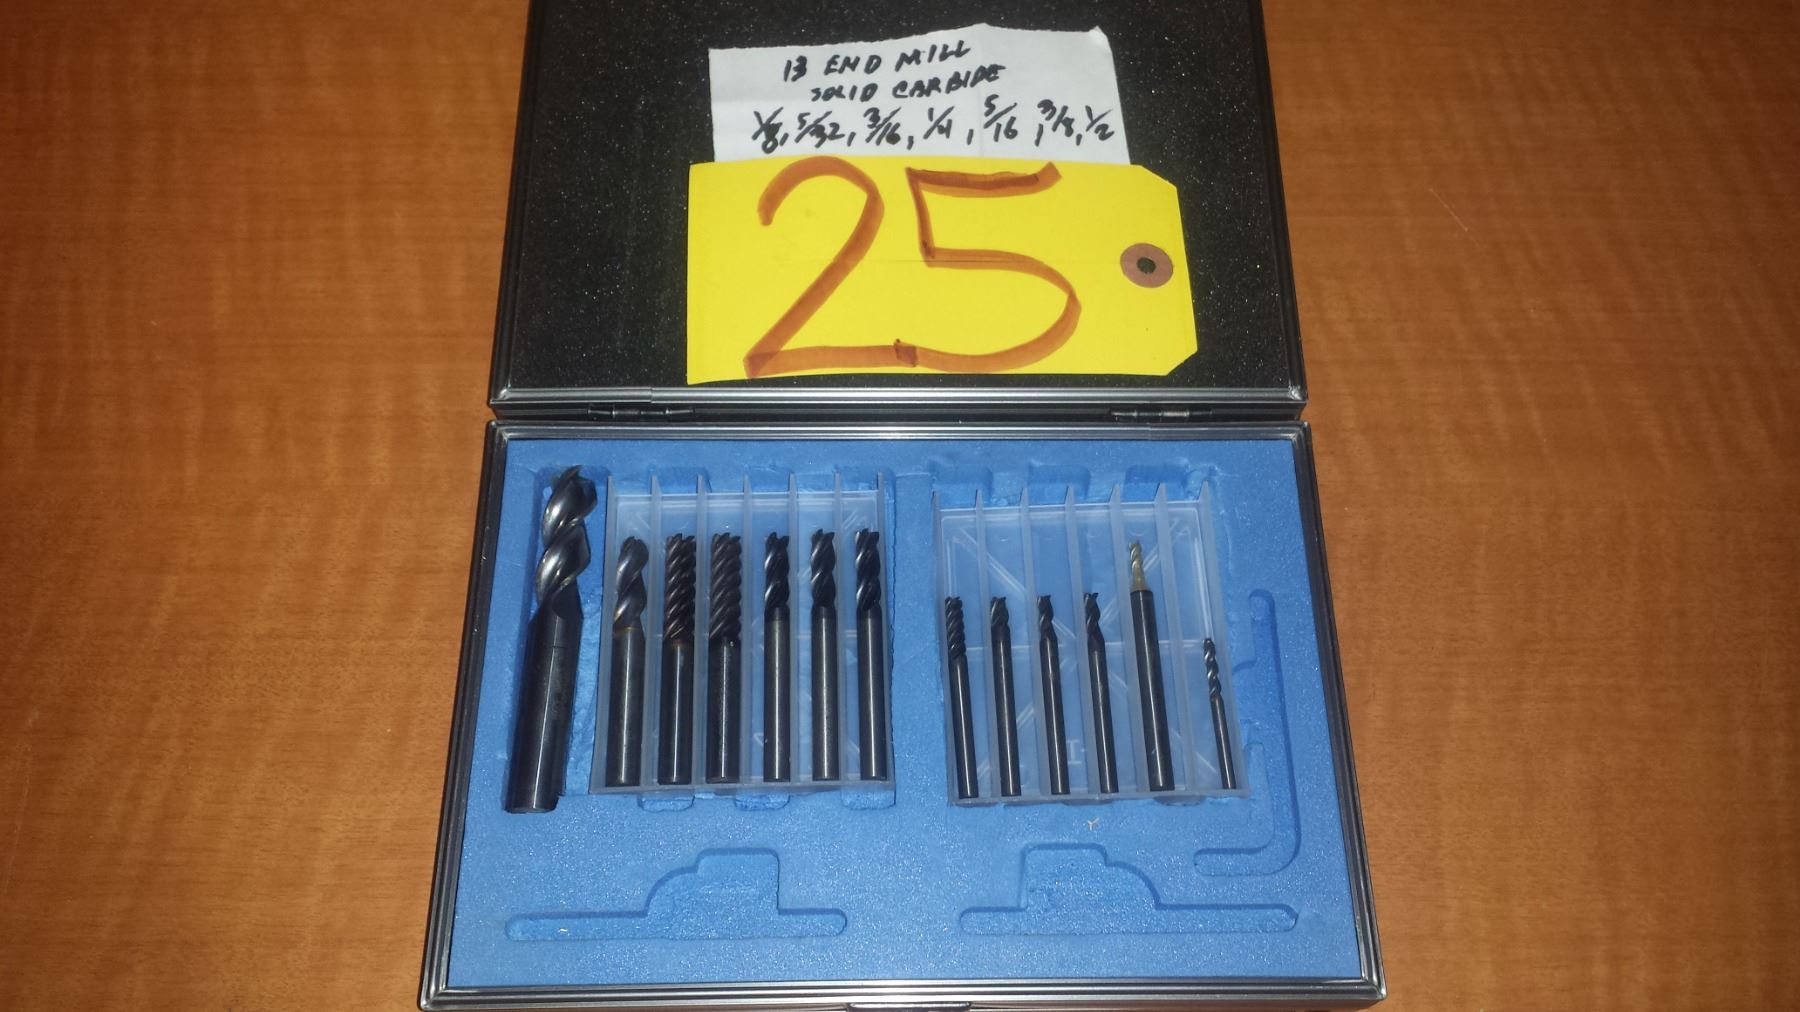 13 END MILL
SOLID CARBIDE
1/8, 5/32, 3/16, 1/4, 5/16, 3/8, 1/2
25